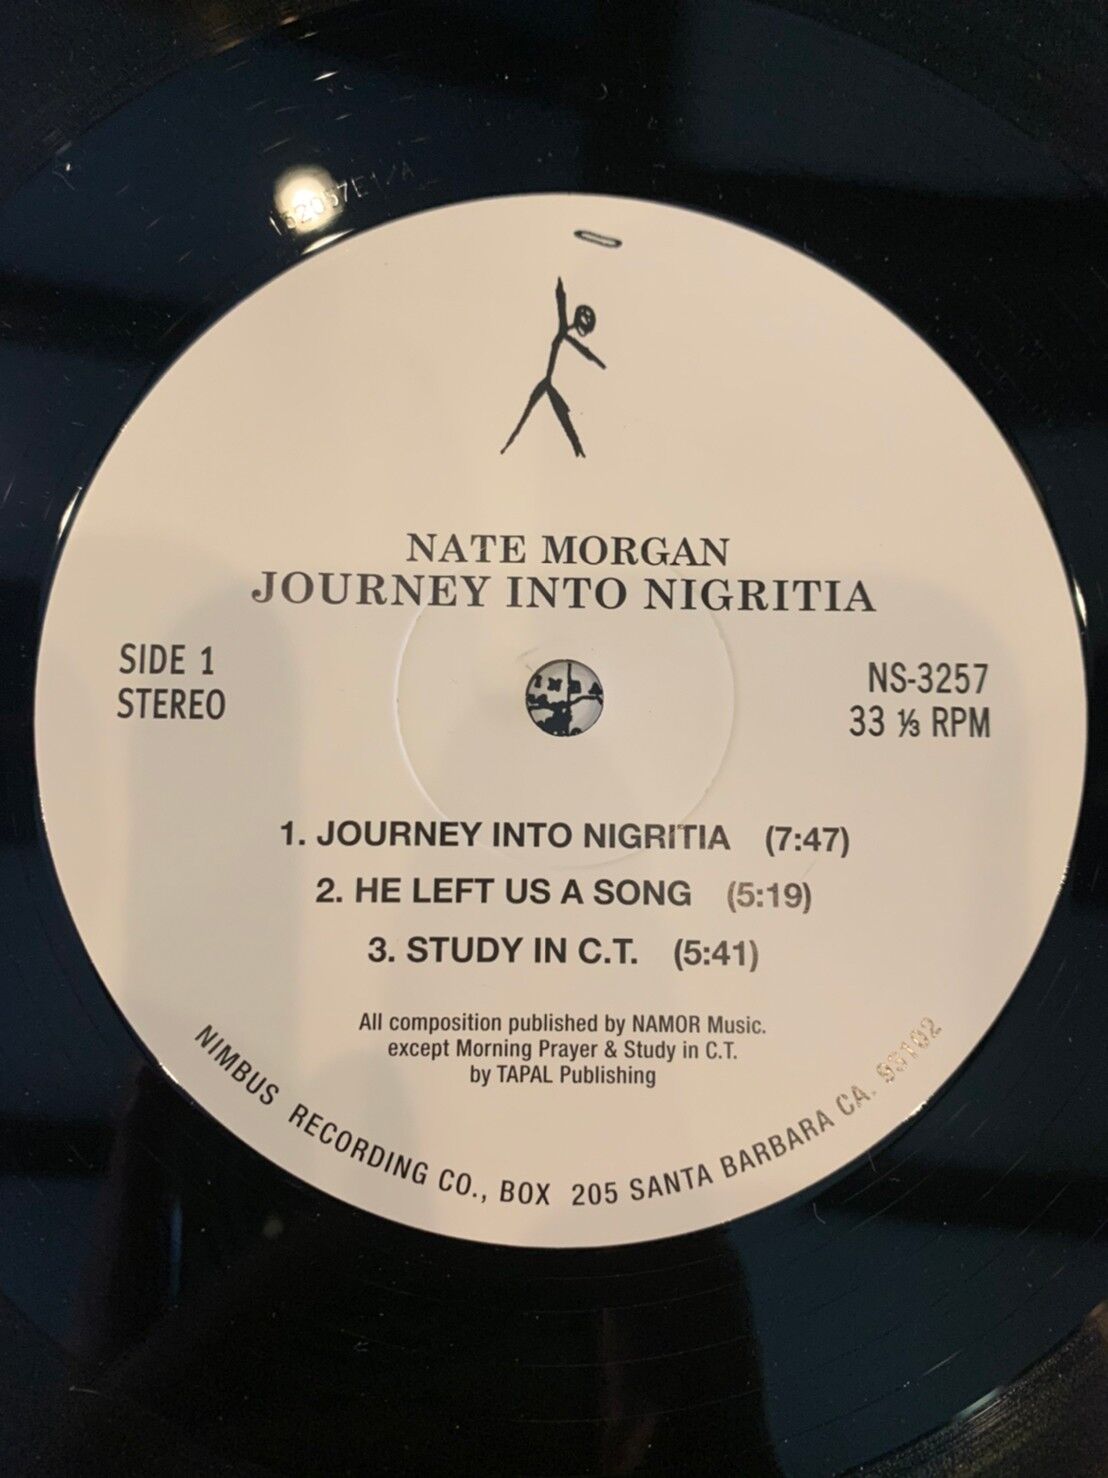 NATE MORGAN
JOURNEY INTO NIGRITIA
SIDE 1
STEREO
NS-3257
33 ⅓ RPM
1. JOURNEY INTO NIGRITIA (7:47)
2. HE LEFT US A SONG (5:19)
3. STUDY IN C.T. (5:41)
All composition published by NAMOR Music.
except Morning Prayer & Study in C.T.
by TAPAL Publishing
NIMBUS RECORDING CO., BOX 205 SANTA BARBARA CA. 93102